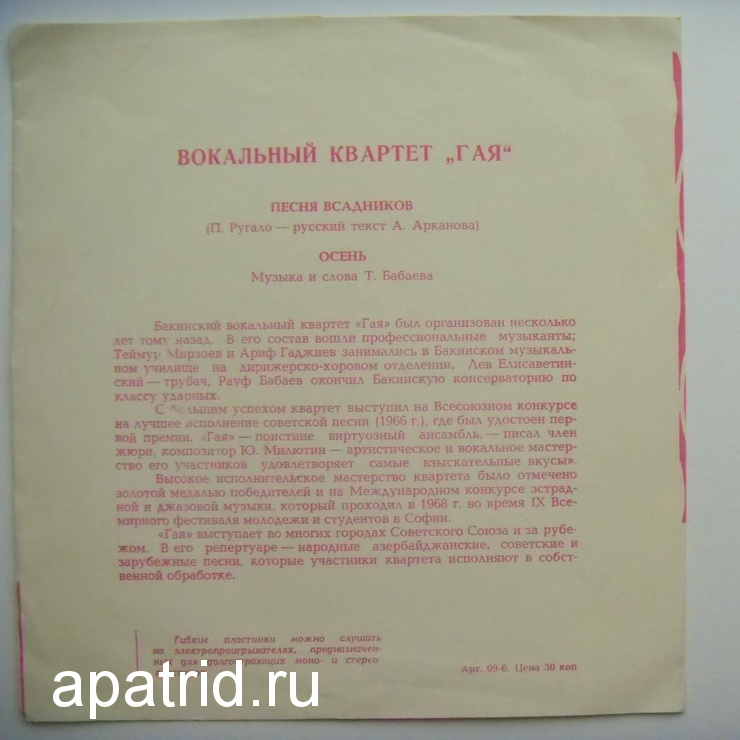 ВОКАЛЬНЫЙ КВАРТЕТ „ГАЯ“
ПЕСНЯ ВСАДНИКОВ
(П. Ругало — русский текст А. Арканова)
ОСЕНЬ
Музыка и слова Т. Бабаева
Бакинский вокальный квартет «Гая» был организован несколько
лет тому назад. В его состав вошли профессиональные музыканты;
Теймур Мирзоев и Ариф Гаджиев занимались в Бакинском музыкаль-
ном училище на дирижерско-хоровом отделении, Лев Елисаветин-
ский — трубач, Рауф Бабаев окончил Бакинскую консерваторию по
классу ударных.
С большим успехом квартет выступил на Всесоюзном конкурсе
на лучшее исполнение советской песни (1966 г.), где был удостоен пер-
вой премии. «Гая» — поистине виртуозный ансамбль, — писал член
жюри, композитор Ю. Милютин — артистическое и вокальное мастер-
ство его участников удовлетворяет самые взыскательные вкусы».
Высокое исполнительское мастерство квартета было отмечено
золотой медалью победителей и на Международном конкурсе эстрад-
ной и джазовой музыки, который проходил в 1968 г. во время IX Все-
мирного фестиваля молодежи и студентов в Софии.
«Гая» выступает во многих городах Советского Союза и за рубе-
жом. В его репертуаре — народные азербайджанские, советские и
зарубежные песни, которые участники квартета исполняют в собст-
венной обработке.
Гибкие пластинки можно слушать
на электропроигрывателях, предназначен-
ных для долгоиграющих моно- и стерео
Арт. 09-6. Цена 30 коп
apatrid.ru